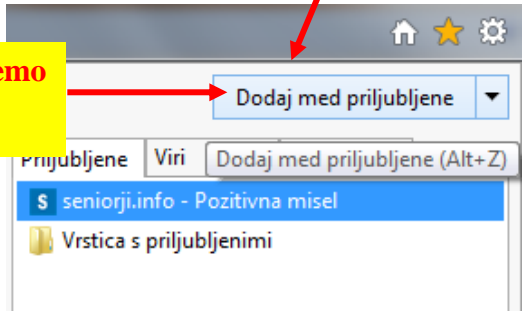 emo
Dodaj med priljubljene
Priljubljene Viri
Dodaj med priljubljene (Alt+Z)
S seniorji.info - Pozitivna misel
Vrstica s priljubljenimi